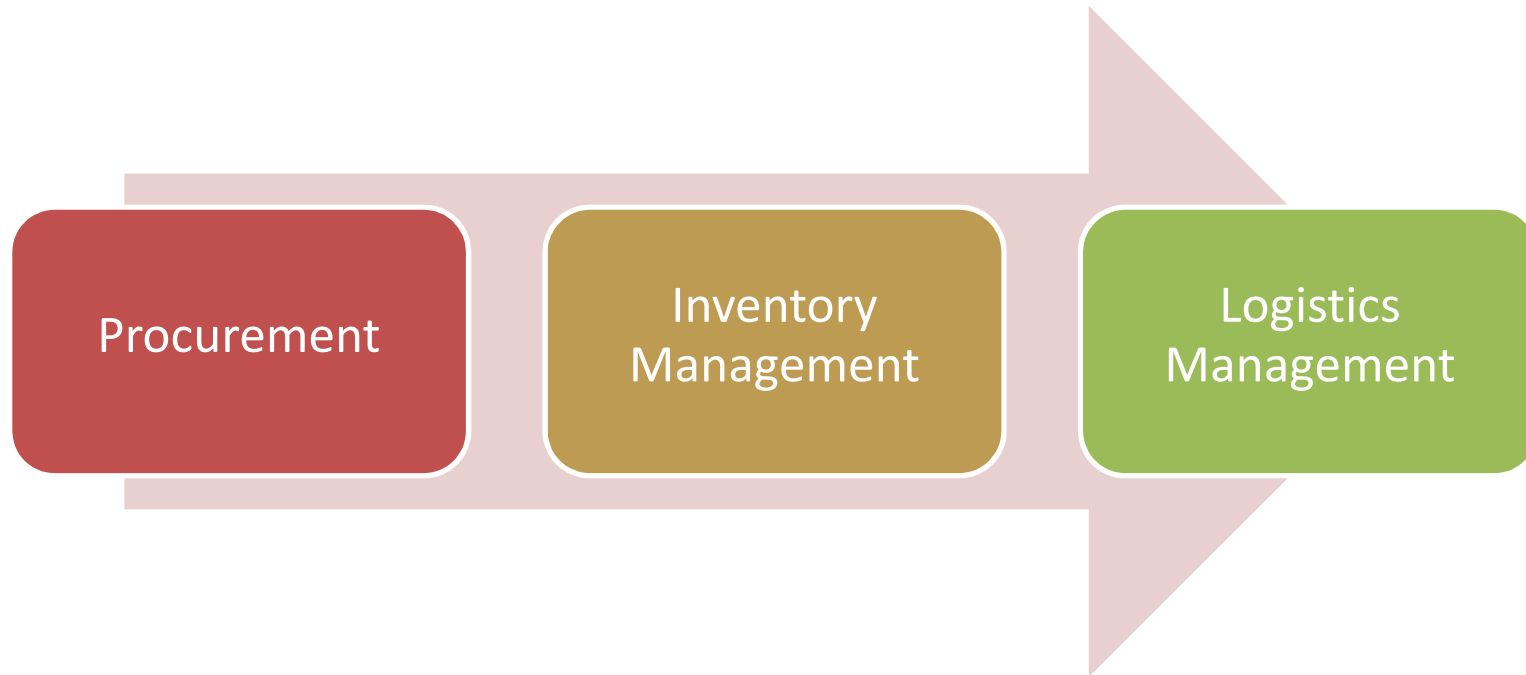 Procurement
Inventory
Management
Logistics
Management